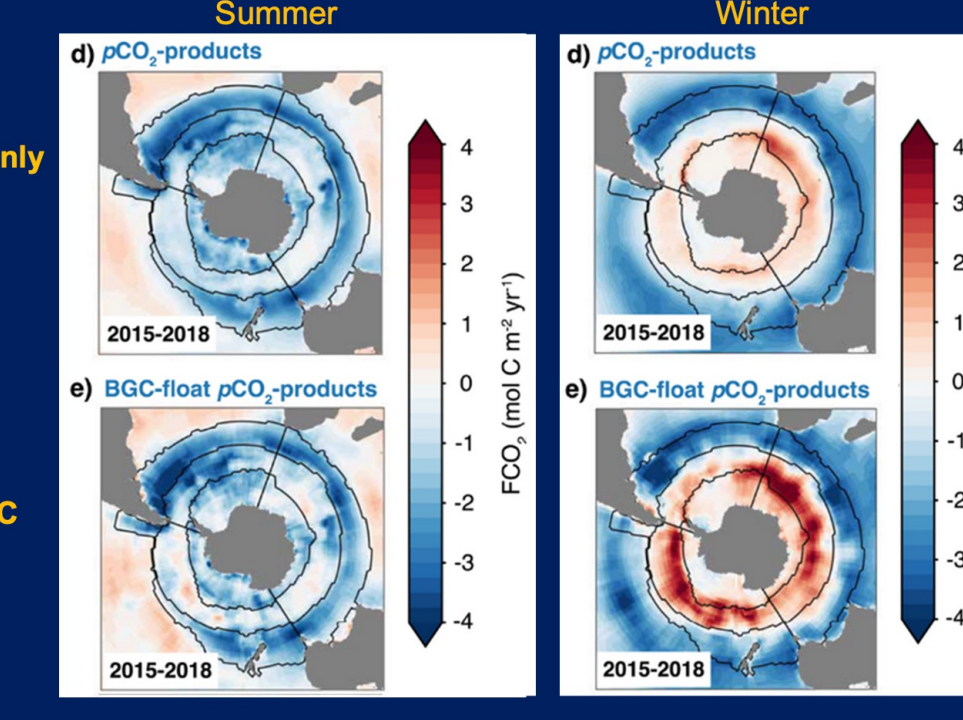 Summer
Winter
d) pCO₂-products
d) pCO₂-products
nly
4
3
2
1
0
-1
-2
-3
-4
FCO₂ (mol C m⁻² yr⁻¹)
4
3
2
1
0
-1
-2
-3
-4
2015-2018
2015-2018
e) BGC-float pCO₂-products
e) BGC-float pCO₂-products
C
2015-2018
2015-2018